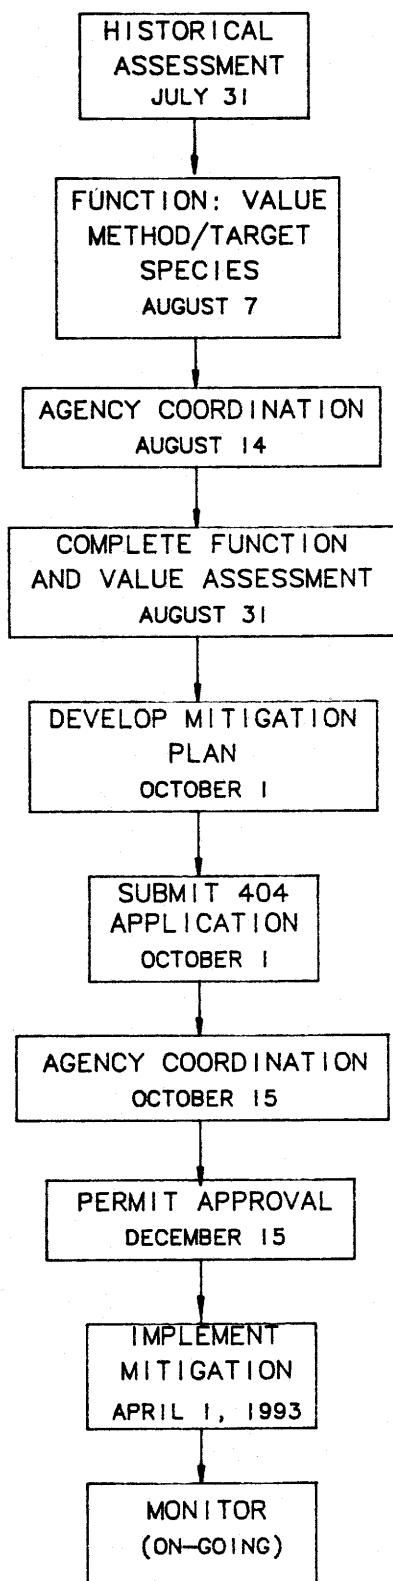 HISTORICAL
ASSESSMENT
JULY 31
FUNCTION: VALUE
METHOD/TARGET
SPECIES
AUGUST 7
AGENCY COORDINATION
AUGUST 14
COMPLETE FUNCTION
AND VALUE ASSESSMENT
AUGUST 31
DEVELOP MITIGATION
PLAN
OCTOBER 1
SUBMIT 404
APPLICATION
OCTOBER 1
AGENCY COORDINATION
OCTOBER 15
PERMIT APPROVAL
DECEMBER 15
IMPLEMENT
MITIGATION
APRIL 1, 1993
MONITOR
(ON-GOING)